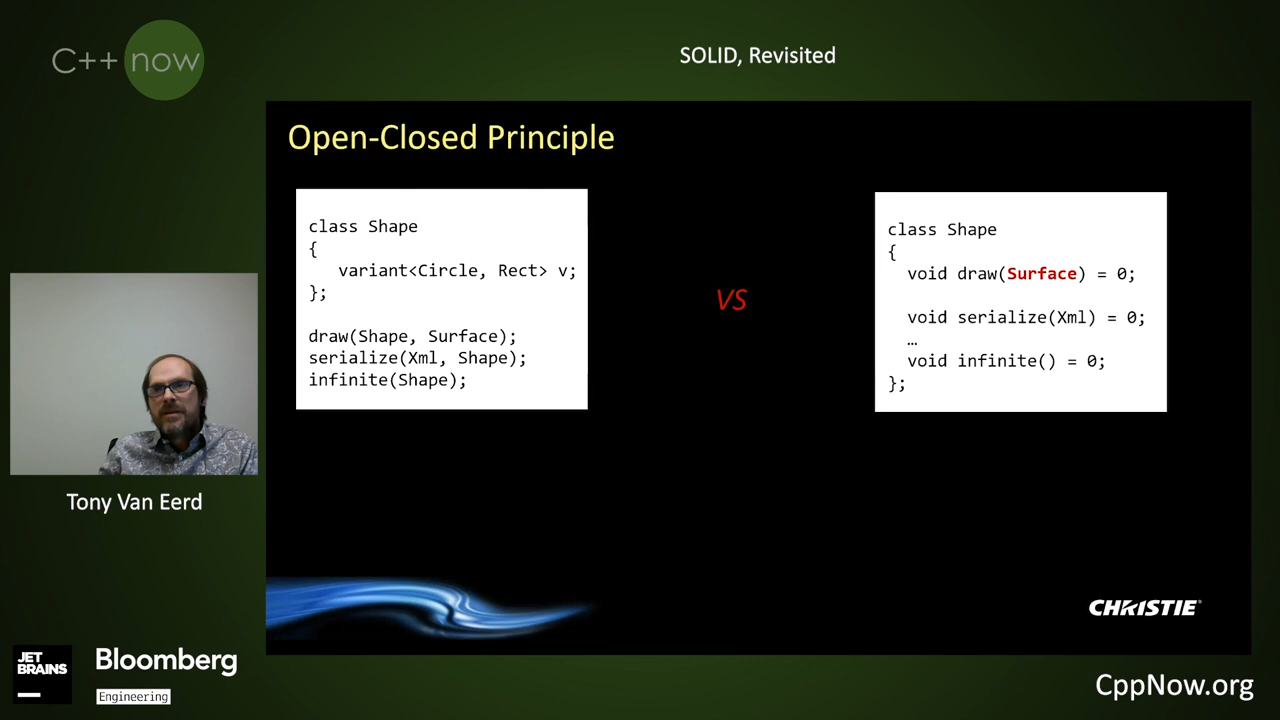 C++ now
SOLID, Revisited
Open-Closed Principle
class Shape
{
variant<Circle, Rect> v;
};
draw(Shape, Surface);
serialize(Xml, Shape);
infinite(Shape);
VS
class Shape
{
void draw(Surface) = 0;
void serialize(Xml) = 0;
…
void infinite() = 0;
};
Tony Van Eerd
CHRISTIE
JET
BRAINS
Bloomberg
Engineering
CppNow.org